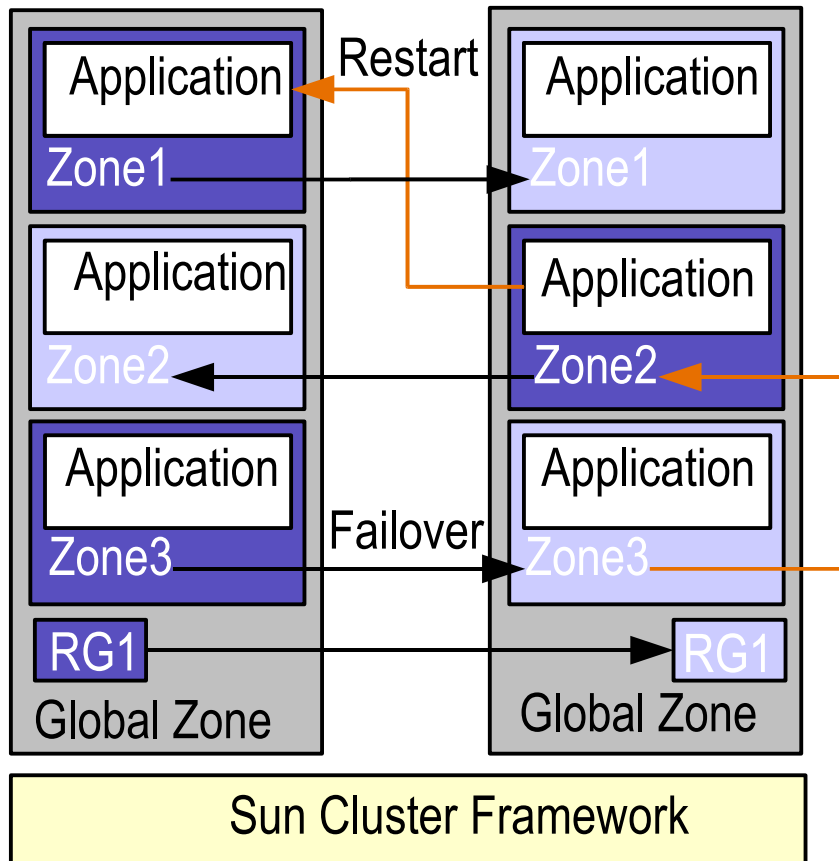 Application
Zone1
Application
Zone2
Application
Zone3
RG1
Global Zone
Restart
Failover
Application
Zone1
Application
Zone2
Application
Zone3
RG1
Global Zone
Sun Cluster Framework